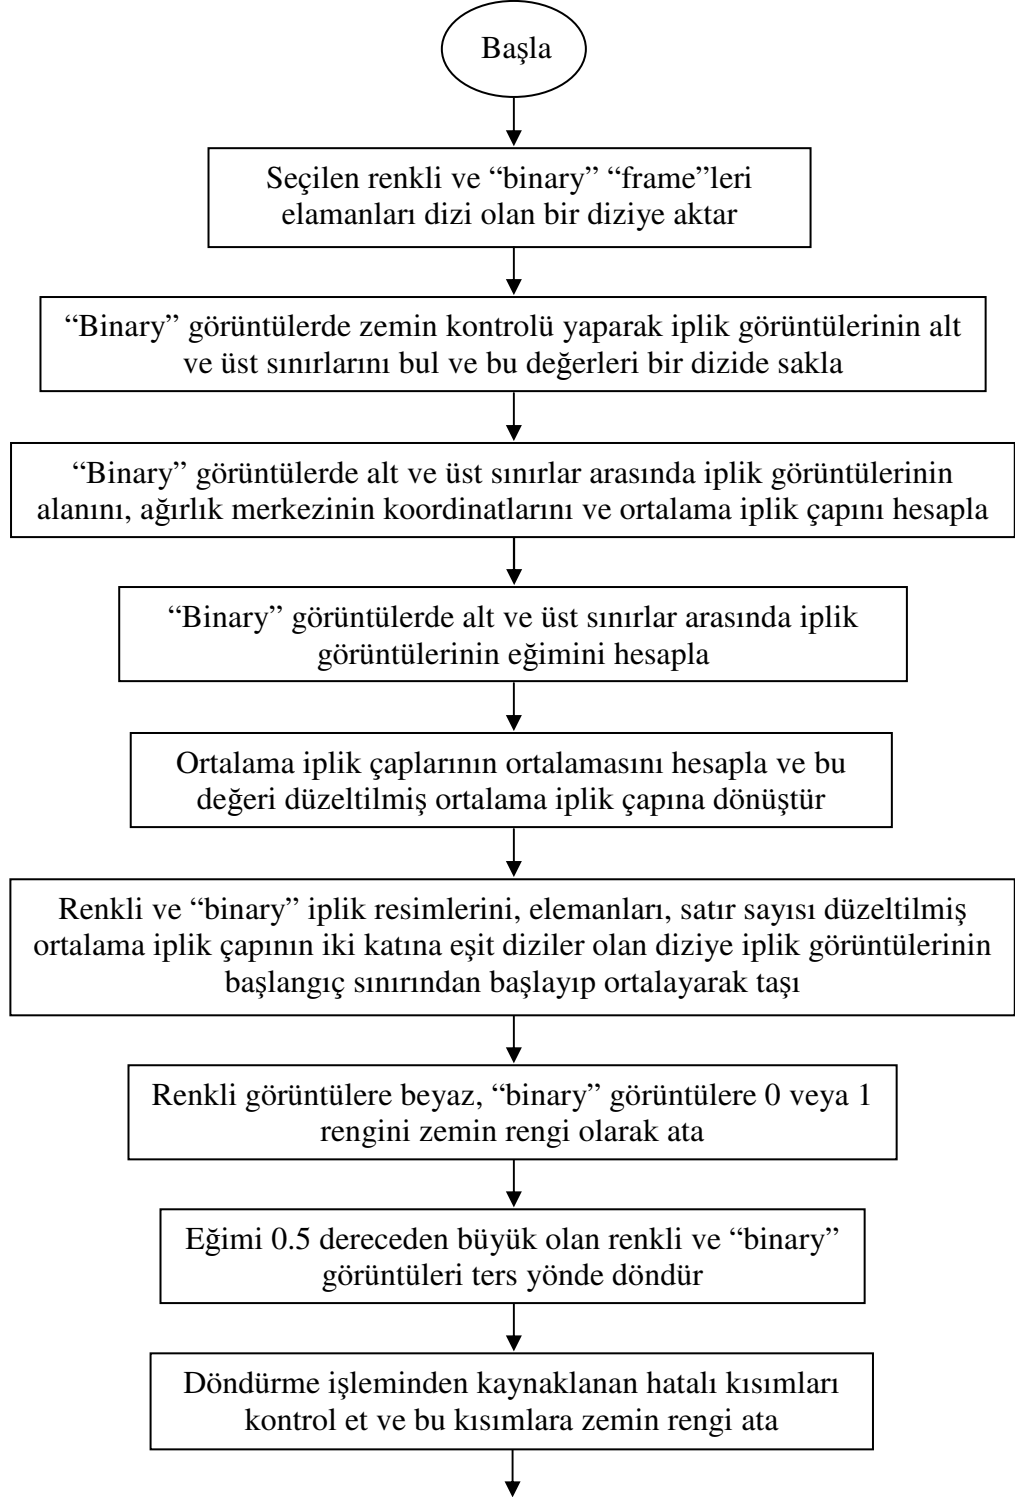 Başla
Seçilen renkli ve “binary” “frame”leri
elamanları dizi olan bir diziye aktar
“Binary” görüntülerde zemin kontrolü yaparak iplik görüntülerinin alt
ve üst sınırlarını bul ve bu değerleri bir dizide sakla
“Binary” görüntülerde alt ve üst sınırlar arasında iplik görüntülerinin
alanını, ağırlık merkezinin koordinatlarını ve ortalama iplik çapını hesapla
“Binary” görüntülerde alt ve üst sınırlar arasında iplik
görüntülerinin eğimini hesapla
Ortalama iplik çaplarının ortalamasını hesapla ve bu
değeri düzeltilmiş ortalama iplik çapına dönüştür
Renkli ve “binary” iplik resimlerini, elemanları, satır sayısı düzeltilmiş
ortalama iplik çapının iki katına eşit diziler olan diziye iplik görüntülerinin
başlangıç sınırından başlayıp ortalayarak taşı
Renkli görüntülere beyaz, “binary” görüntülere 0 veya 1
rengini zemin rengi olarak ata
Eğimi 0.5 dereceden büyük olan renkli ve “binary”
görüntüleri ters yönde döndür
Döndürme işleminden kaynaklanan hatalı kısımları
kontrol et ve bu kısımlara zemin rengi ata